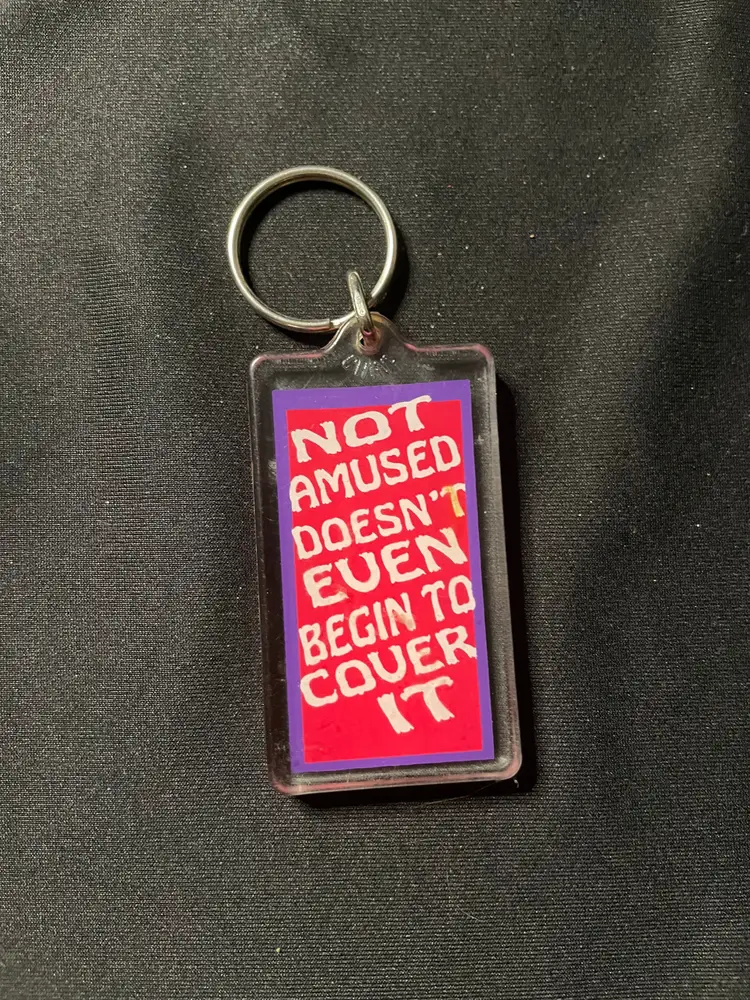 NOT
AMUSED
DOESN'T
EVEN
BEGIN TO
COVER
IT